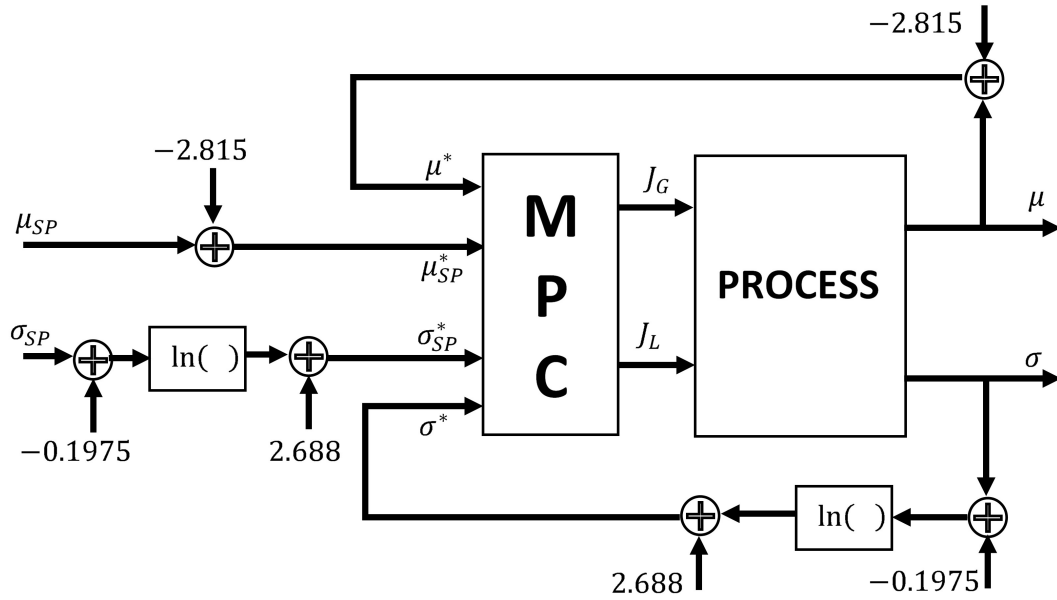 −2.815
−2.815
μ*
J_G
μ
μ_SP
M
P
C
μ*_SP
PROCESS
σ_SP
ln( )
σ*_SP
J_L
σ
σ*
−0.1975
2.688
ln( )
2.688
−0.1975